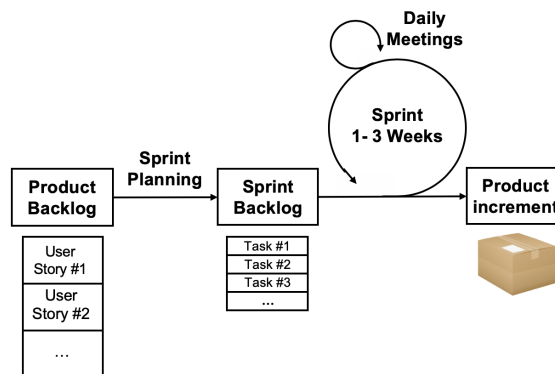 Daily
Meetings
Sprint
1- 3 Weeks
Sprint
Planning
Product
Backlog
Sprint
Backlog
Product
increment
User
Story #1
User
Story #2
...
Task #1
Task #2
Task #3
...